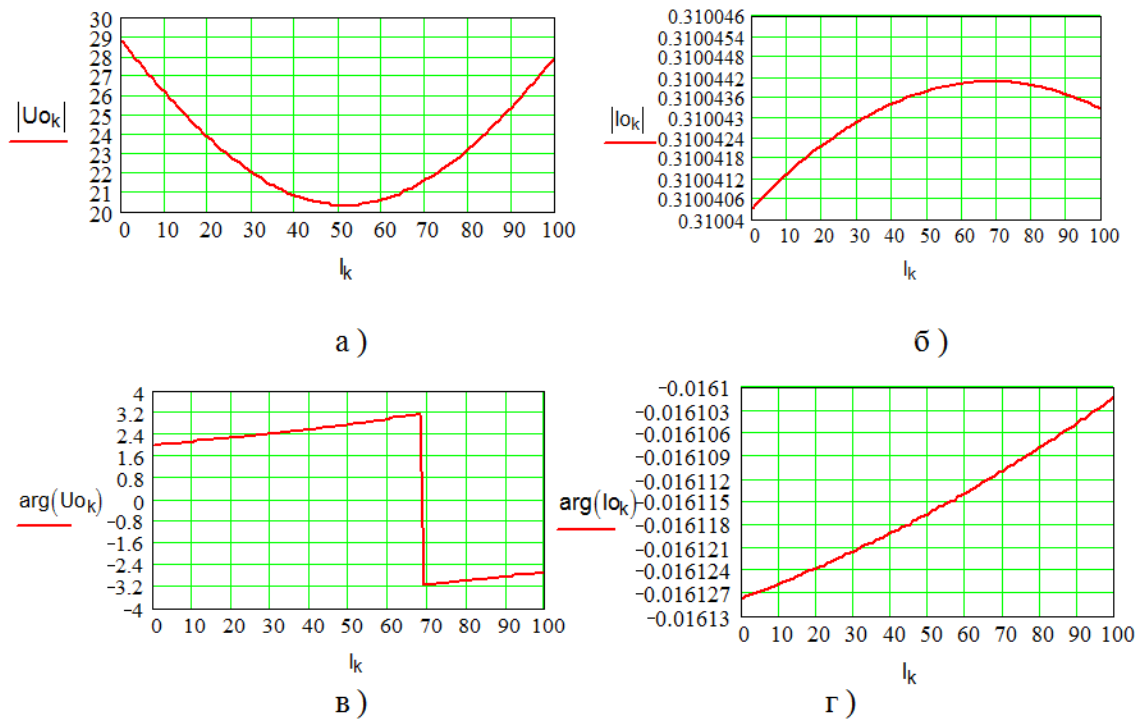 30
29
28
27
26
25
24
23
22
21
20
|Uo_k|
0 10 20 30 40 50 60 70 80 90 100
l_k
а )
0.310046
0.3100454
0.3100448
0.3100442
0.3100436
0.310043
0.3100424
0.3100418
0.3100412
0.3100406
0.31004
|Io_k|
0 10 20 30 40 50 60 70 80 90 100
l_k
б )
4
3.2
2.4
1.6
0.8
0
−0.8
−1.6
−2.4
−3.2
−4
arg(Uo_k)
0 10 20 30 40 50 60 70 80 90 100
l_k
в )
−0.0161
−0.016103
−0.016106
−0.016109
−0.016112
−0.016115
−0.016118
−0.016121
−0.016124
−0.016127
−0.01613
arg(Io_k)
0 10 20 30 40 50 60 70 80 90 100
l_k
г )